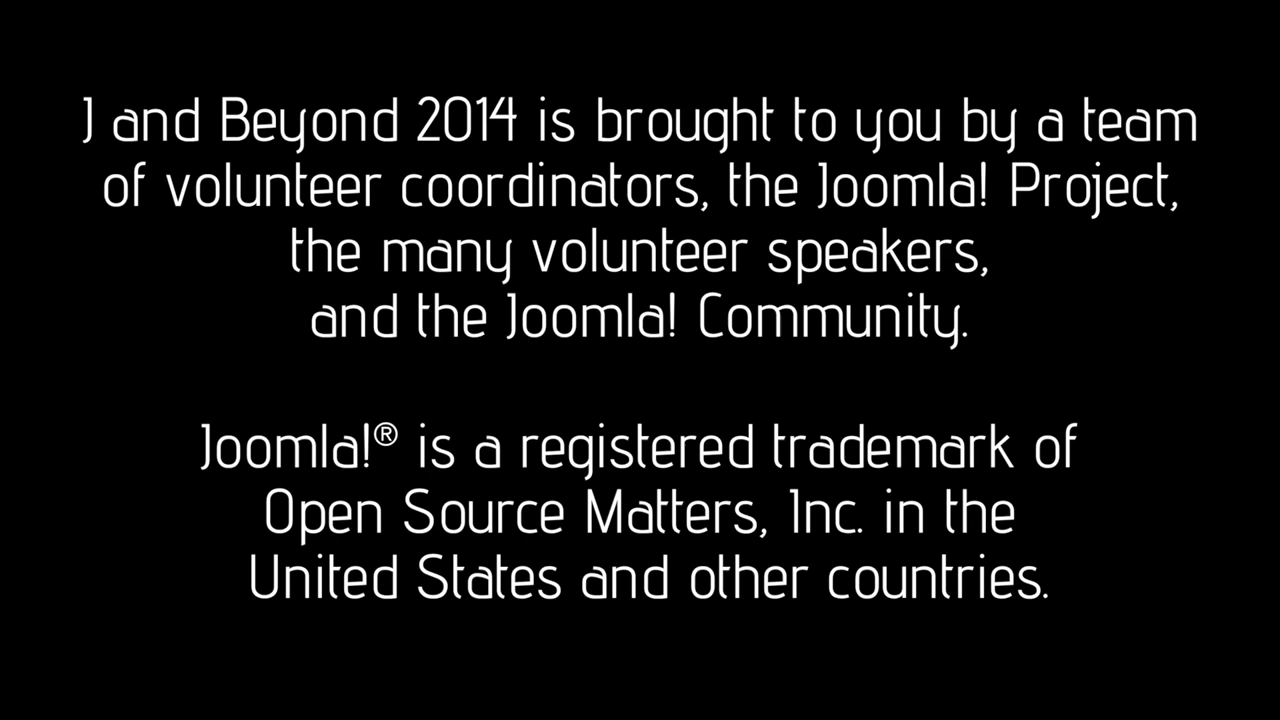 J and Beyond 2014 is brought to you by a team
of volunteer coordinators, the Joomla! Project,
the many volunteer speakers,
and the Joomla! Community.
Joomla!® is a registered trademark of
Open Source Matters, Inc. in the
United States and other countries.